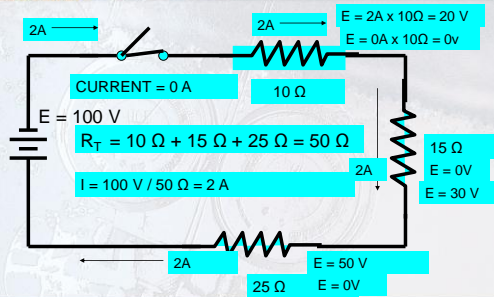 2A
2A
E = 2A x 10Ω = 20 V
E = 0A x 10Ω = 0v
CURRENT = 0 A
10 Ω
E = 100 V
R_T = 10 Ω + 15 Ω + 25 Ω = 50 Ω
15 Ω
2A
E = 0V
I = 100 V / 50 Ω = 2 A
E = 30 V
2A
E = 50 V
25 Ω
E = 0V